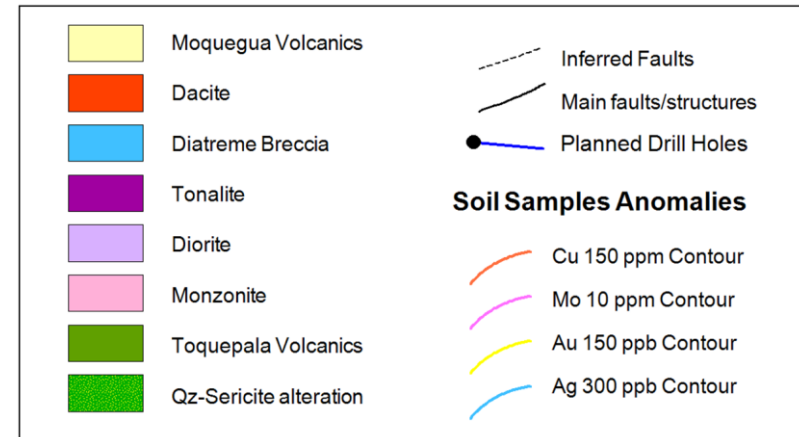 Moquegua Volcanics
Dacite
Diatreme Breccia
Tonalite
Diorite
Monzonite
Toquepala Volcanics
Qz-Sericite alteration
Inferred Faults
Main faults/structures
Planned Drill Holes
Soil Samples Anomalies
Cu 150 ppm Contour
Mo 10 ppm Contour
Au 150 ppb Contour
Ag 300 ppb Contour